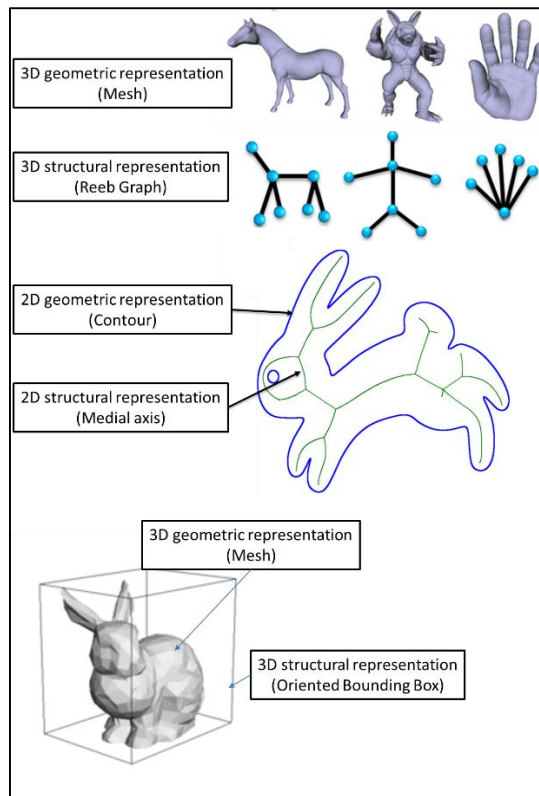 3D geometric representation
(Mesh)
3D structural representation
(Reeb Graph)
2D geometric representation
(Contour)
2D structural representation
(Medial axis)
3D geometric representation
(Mesh)
3D structural representation
(Oriented Bounding Box)